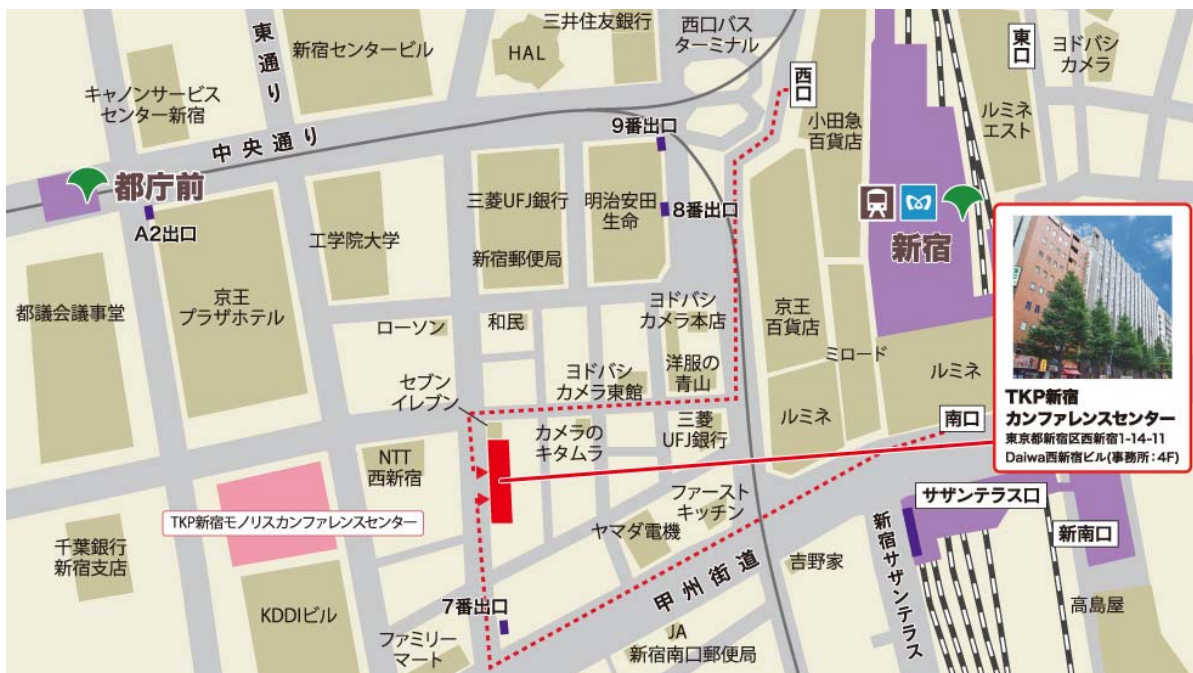 三井住友銀行
西口バス
ターミナル
東通り
新宿センタービル
HAL
東口
ヨドバシ
カメラ
西口
キャノンサービス
センター新宿
小田急
百貨店
ルミネ
エスト
中央通り
9番出口
都庁前
三菱UFJ銀行
明治安田
生命
8番出口
A2出口
工学院大学
新宿
新宿郵便局
都議会議事堂
京王
プラザホテル
ローソン
和民
ヨドバシ
カメラ本店
京王
百貨店
ミロード
ルミネ
セブン
イレブン
ヨドバシ
カメラ東館
洋服の
青山
ルミネ
南口
TKP新宿
カンファレンスセンター
東京都新宿区西新宿1-14-11
Daiwa西新宿ビル(事務所:4F)
NTT
西新宿
カメラの
キタムラ
三菱
UFJ銀行
TKP新宿モノリスカンファレンスセンター
ファースト
キッチン
サザンテラス口
新南口
千葉銀行
新宿支店
ヤマダ電機
吉野家
新宿サザンテラス
甲州街道
KDDIビル
7番出口
高島屋
ファミリー
マート
JA
新宿南口郵便局